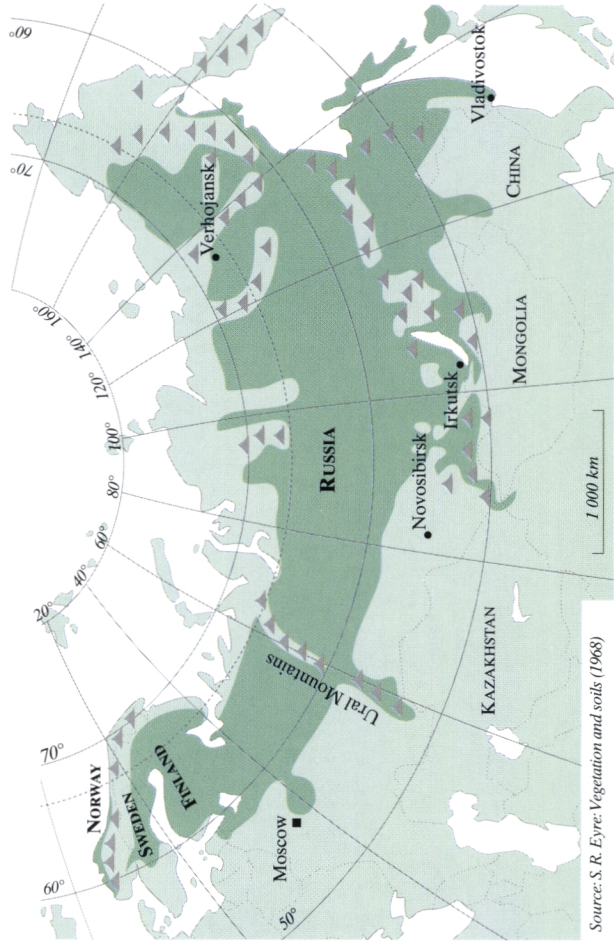 60°
70°
20°
40°
60°
80°
100°
120°
140°
160°
70°
60°
NORWAY
SWEDEN
FINLAND
Verhojansk
Ural Mountains
RUSSIA
50°
Moscow
Novosibirsk
Irkutsk
Vladivostok
KAZAKHSTAN
MONGOLIA
CHINA
1 000 km
Source: S. R. Eyre: Vegetation and soils (1968)